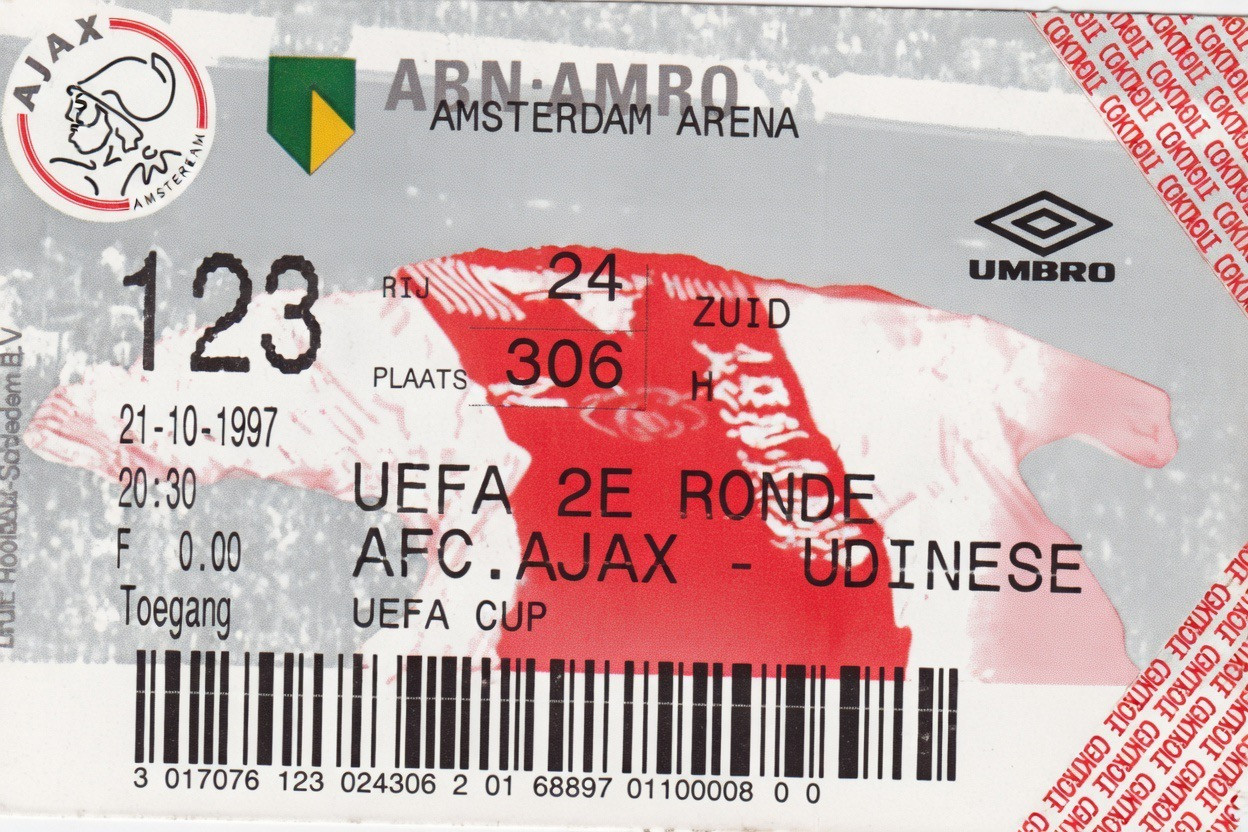 AJAX
AMSTERDAM
ABN·AMRO
AMSTERDAM ARENA
UMBRO
123
RIJ 24
ZUID
PLAATS 306
H
21-10-1997
20:30
UEFA 2E RONDE
F 0.00
AFC.AJAX - UDINESE
Toegang
UEFA CUP
3 017076 123 024306 2 01 68897 01100008 0 0